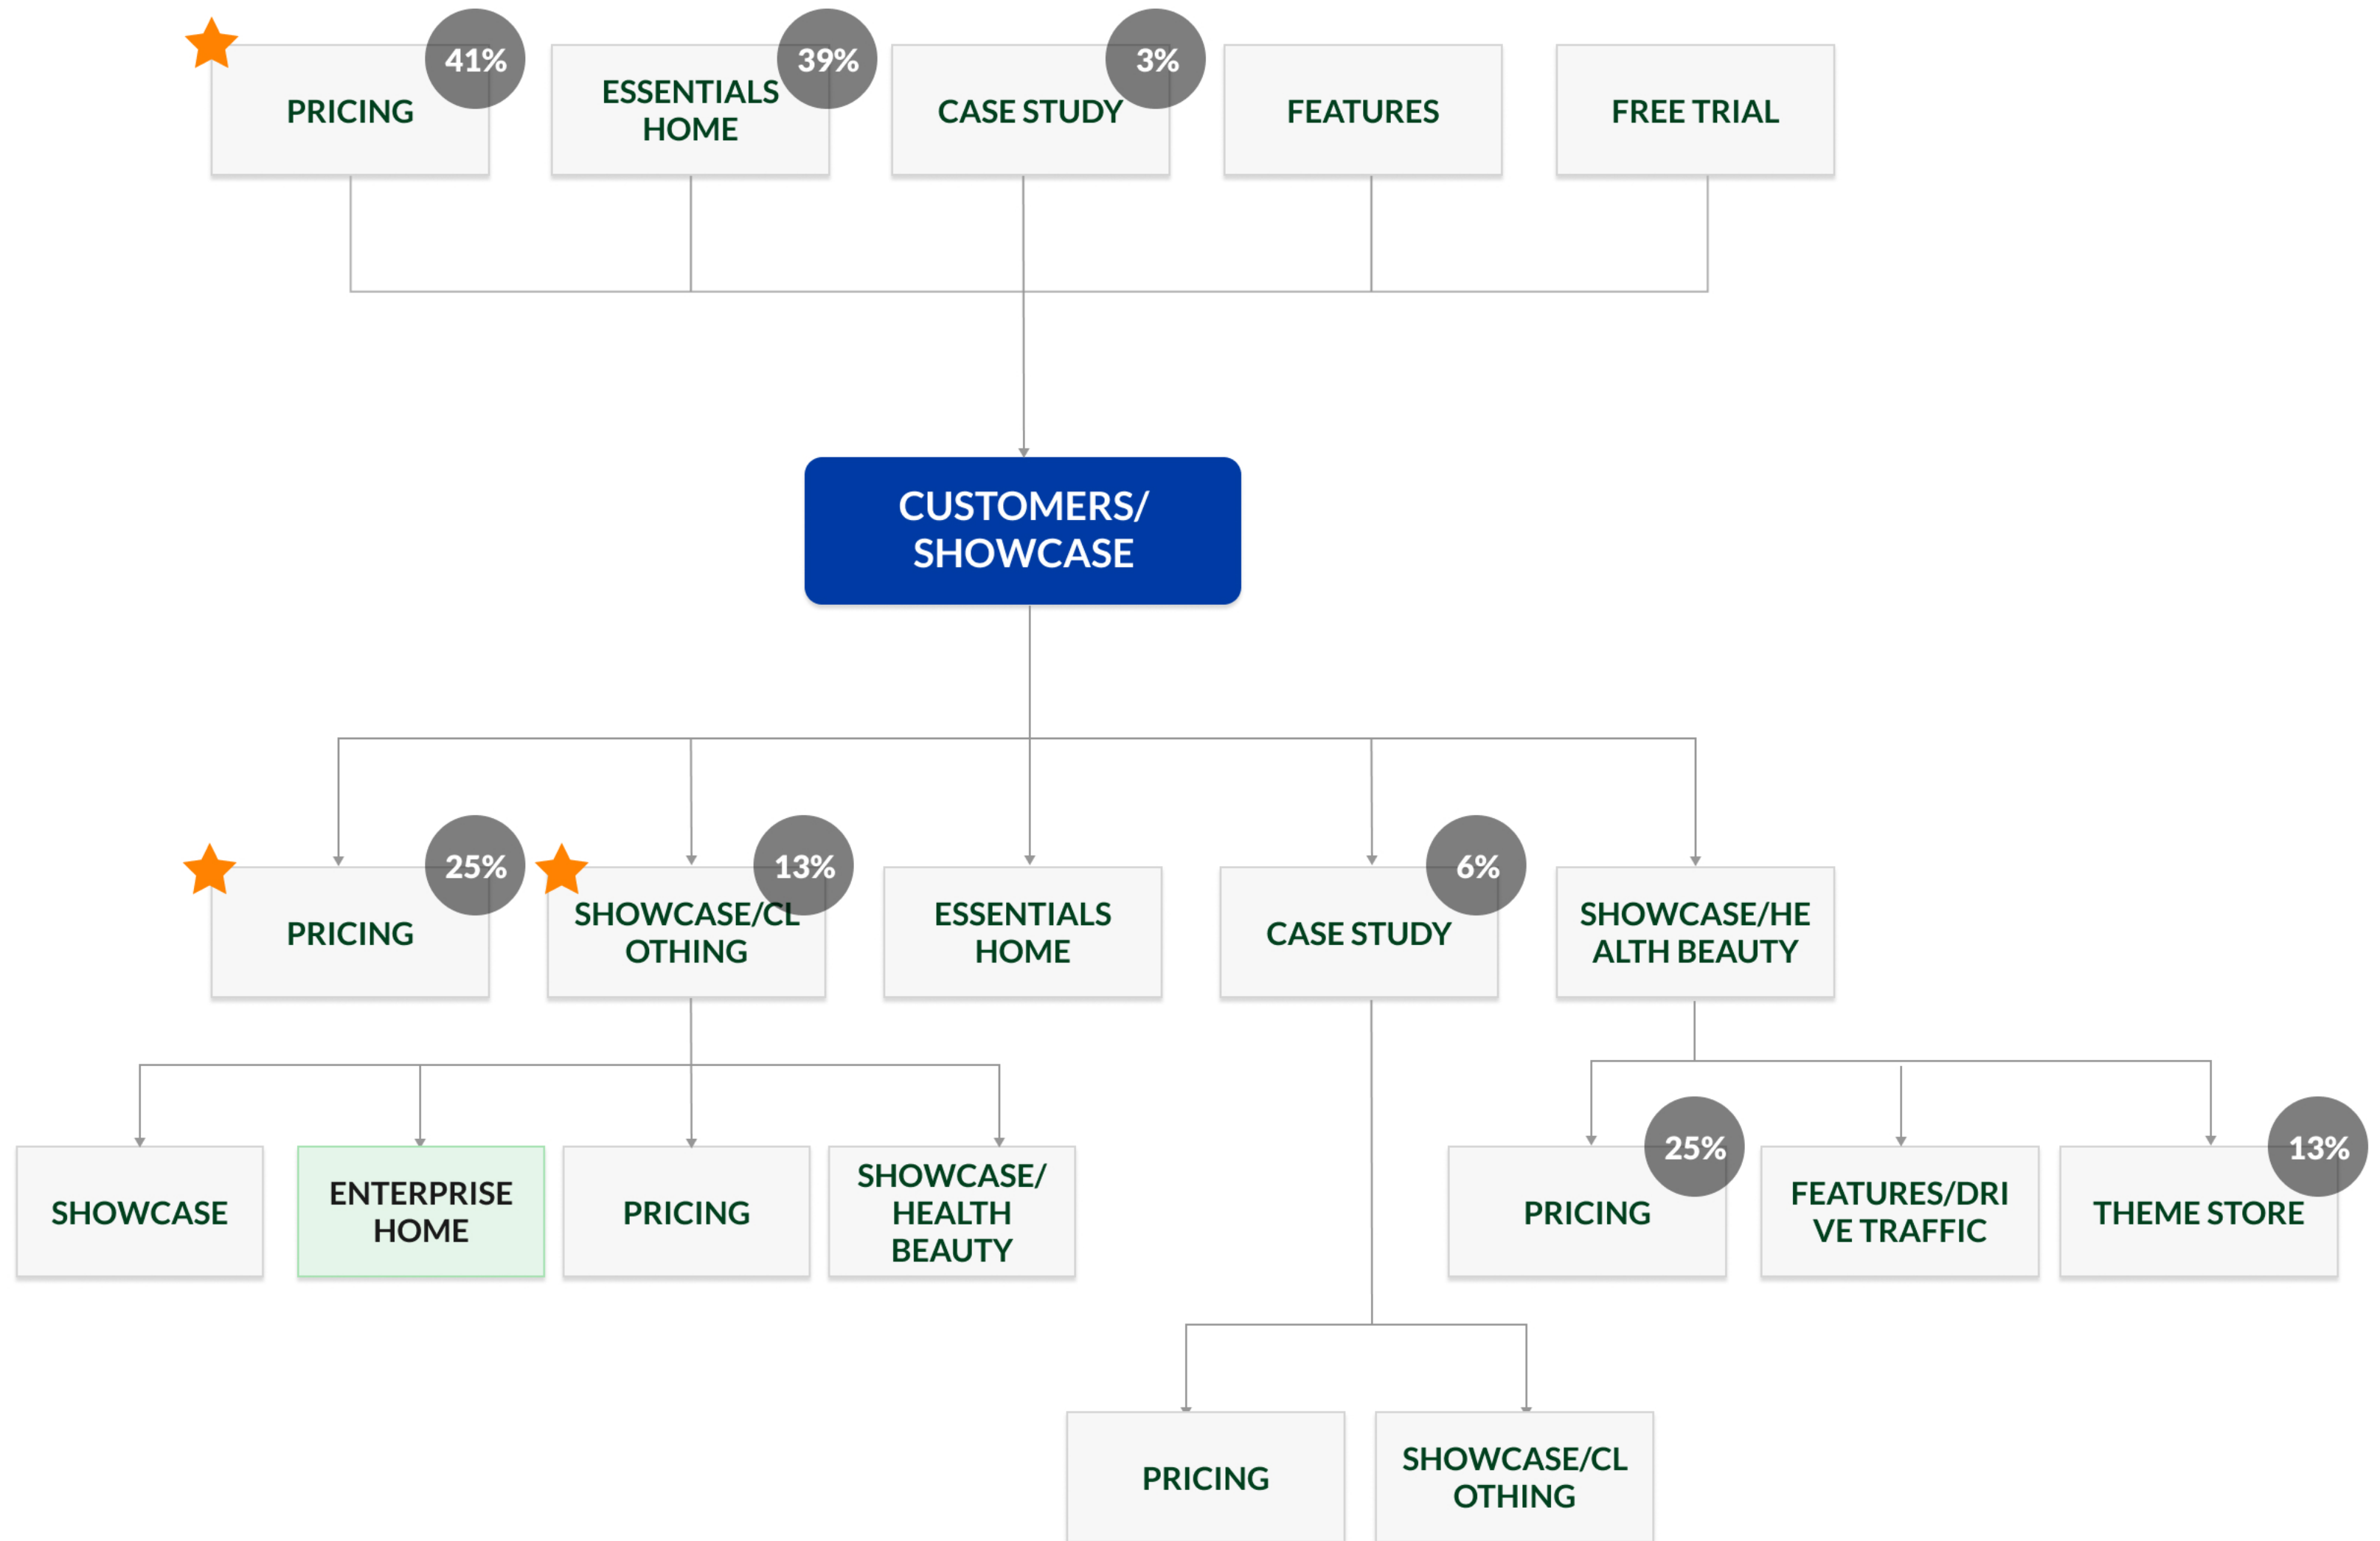 41%
39%
3%
PRICING
ESSENTIALS
HOME
CASE STUDY
FEATURES
FREE TRIAL
CUSTOMERS/
SHOWCASE
25%
13%
6%
PRICING
SHOWCASE/CL
OTHING
ESSENTIALS
HOME
CASE STUDY
SHOWCASE/HE
ALTH BEAUTY
25%
13%
SHOWCASE
ENTERPRISE
HOME
PRICING
SHOWCASE/
HEALTH
BEAUTY
PRICING
FEATURES/DRI
VE TRAFFIC
THEME STORE
PRICING
SHOWCASE/CL
OTHING